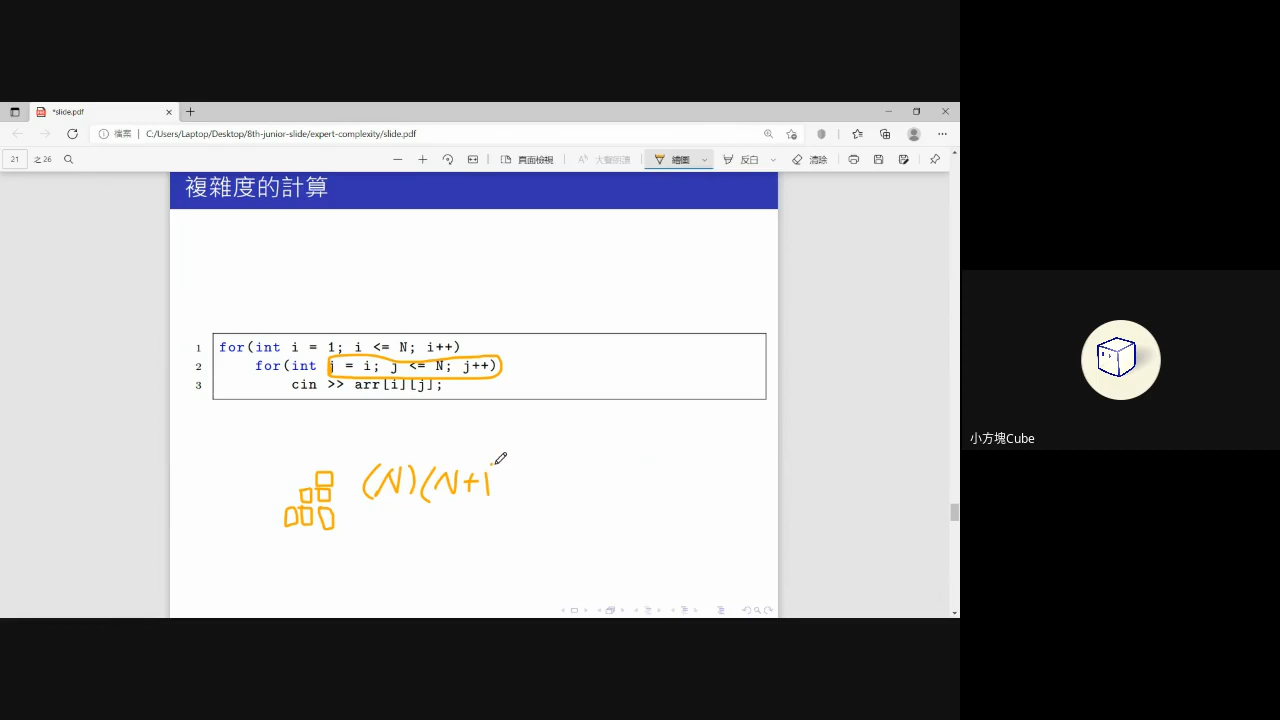 *slide.pdf
檔案 C:/Users/Laptop/Desktop/8th-junior-slide/expert-complexity/slide.pdf
21 之 26 頁面檢視 大聲朗讀 繪圖 反白 清除
複雜度的計算
1 for(int i = 1; i <= N; i++)
2 for(int j = i; j <= N; j++)
3 cin >> arr[i][j];
(N)(N+1
小方塊Cube